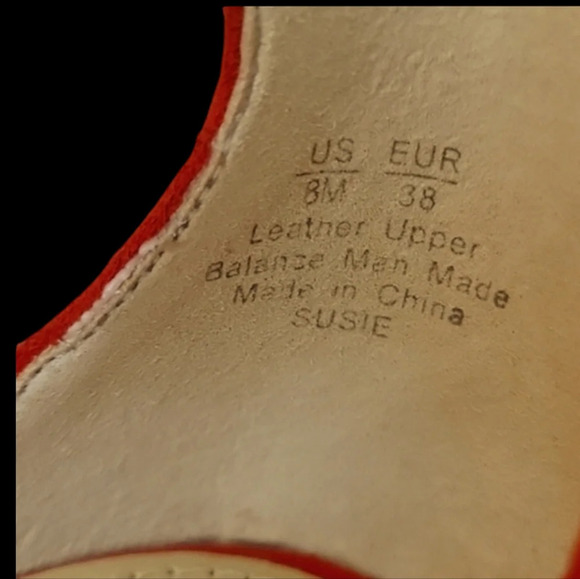 US EUR
8M 38
Leather Upper
Balance Man Made
Made in China
SUSIE